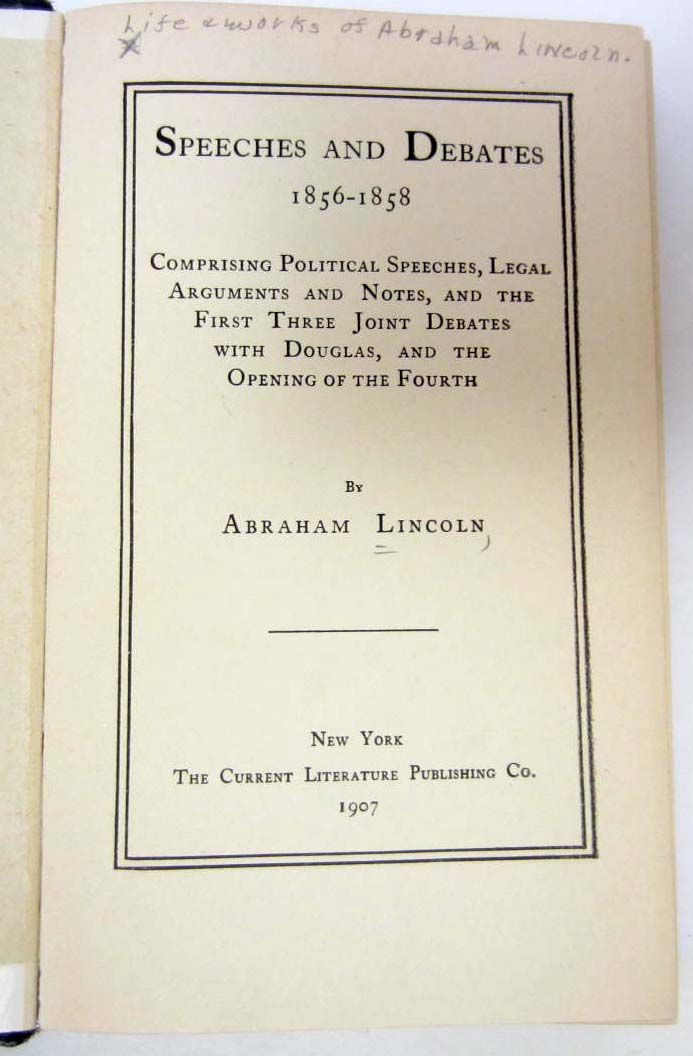 Life & works of Abraham Lincoln.
SPEECHES AND DEBATES
1856-1858
COMPRISING POLITICAL SPEECHES, LEGAL
ARGUMENTS AND NOTES, AND THE
FIRST THREE JOINT DEBATES
WITH DOUGLAS, AND THE
OPENING OF THE FOURTH
BY
ABRAHAM LINCOLN,
NEW YORK
THE CURRENT LITERATURE PUBLISHING CO.
1907